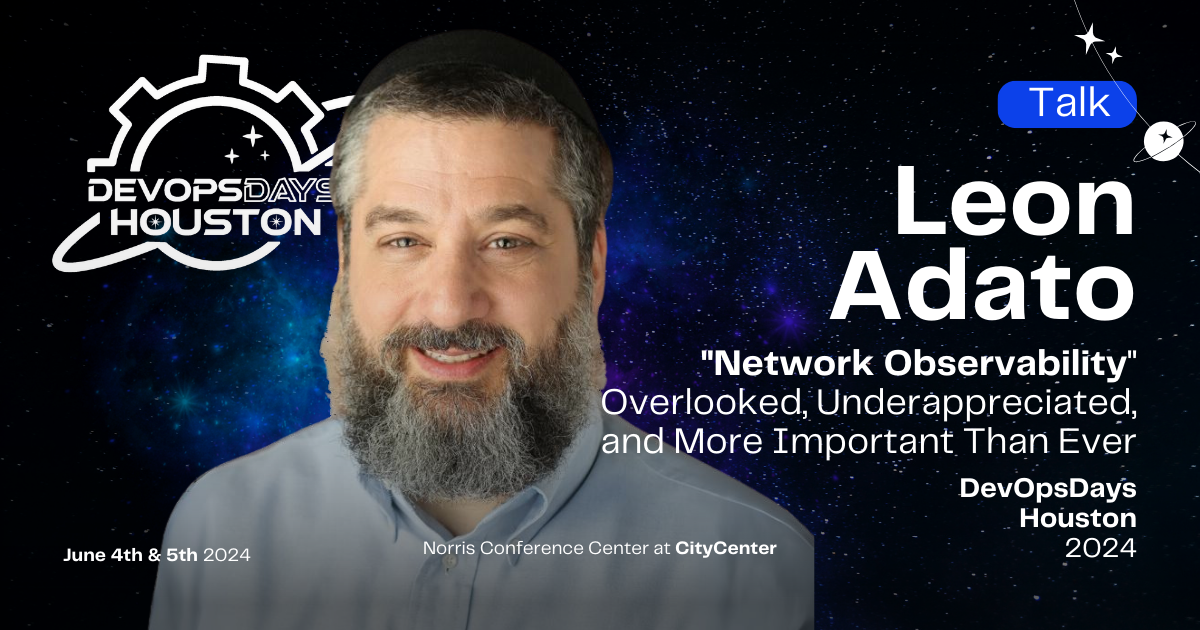 DEVOPSDAYS
HOUSTON
Talk
Leon
Adato
"Network Observability"
Overlooked, Underappreciated,
and More Important Than Ever
DevOpsDays
Houston
2024
June 4th & 5th 2024
Norris Conference Center at CityCenter